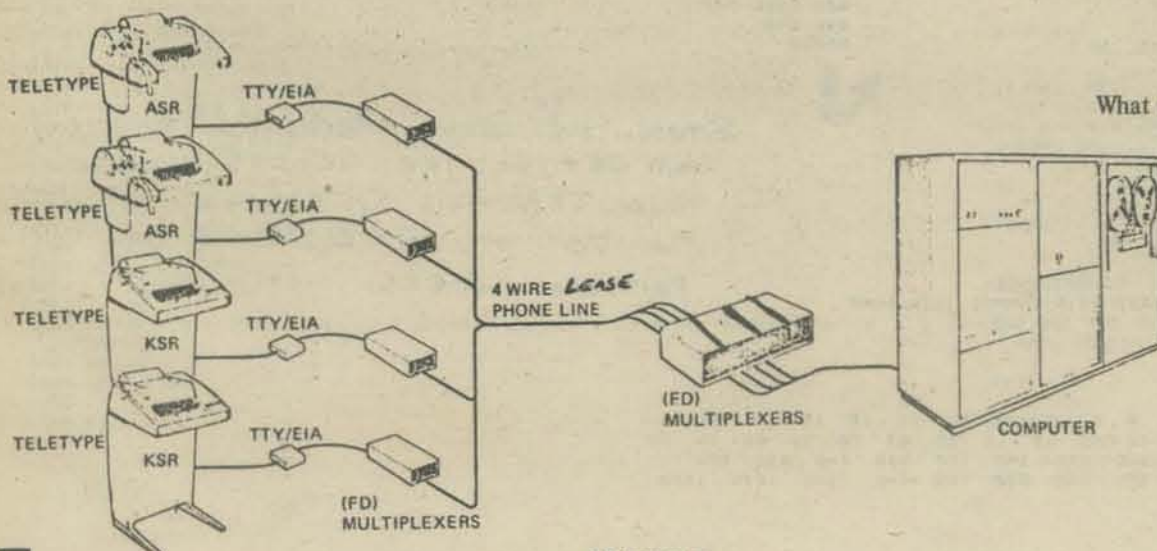 TELETYPE
ASR
TTY/EIA
What
TELETYPE
ASR
TTY/EIA
TELETYPE
KSR
TTY/EIA
4 WIRE LEASE
PHONE LINE
(FD)
MULTIPLEXERS
COMPUTER
TELETYPE
KSR
TTY/EIA
(FD)
MULTIPLEXERS